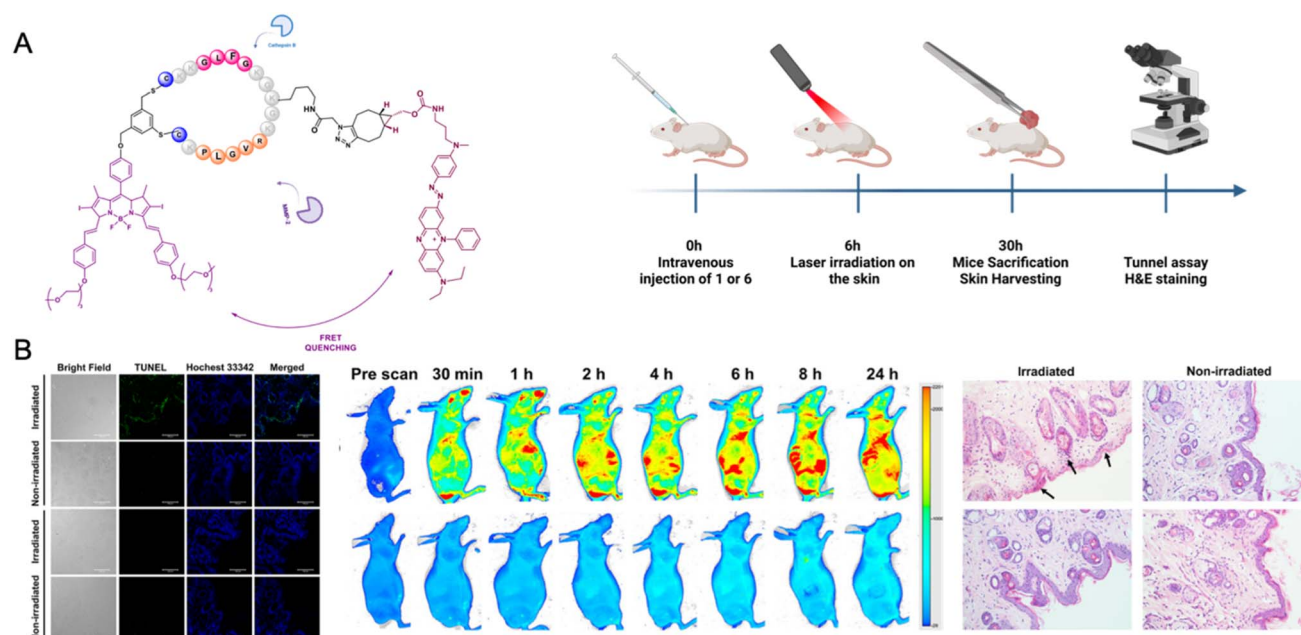 A
Cathepsin B
G L F G
C
S
S
C
P L G V R
MMP-2
FRET
QUENCHING
0h
Intravenous
injection of 1 or 6
6h
Laser irradiation on
the skin
30h
Mice Sacrification
Skin Harvesting
Tunnel assay
H&E staining
B
Bright Field TUNEL Hochest 33342 Merged
Irradiated
Non-irradiated
Irradiated
Non-irradiated
Pre scan 30 min 1 h 2 h 4 h 6 h 8 h 24 h
Irradiated Non-irradiated